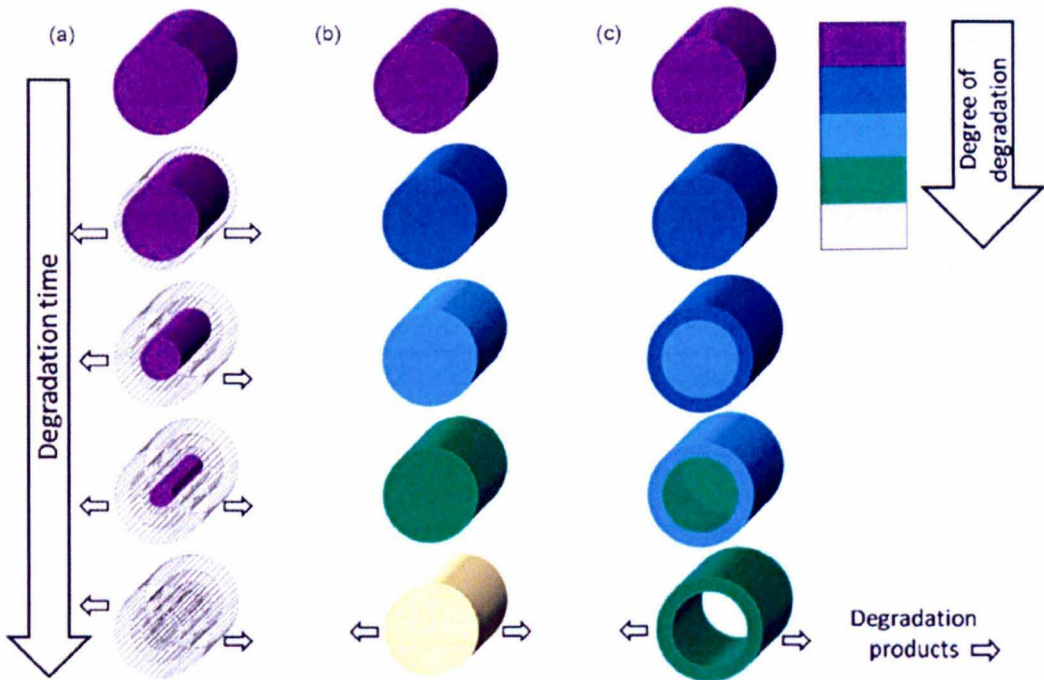 (a)
(b)
(c)
Degree of
degradation
Degradation time
Degradation
products